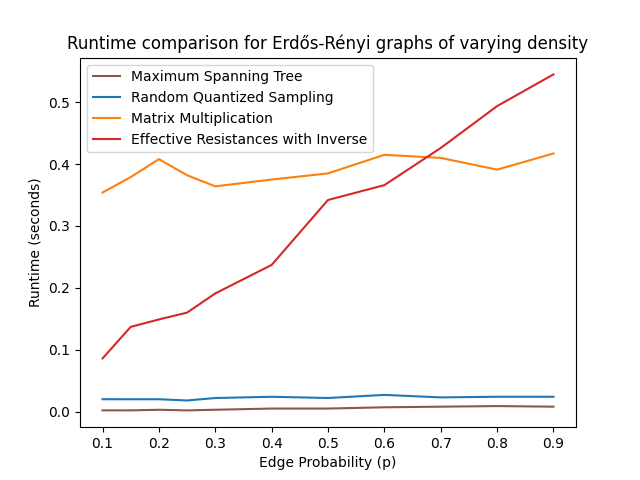 Runtime comparison for Erdős-Rényi graphs of varying density
Maximum Spanning Tree
Random Quantized Sampling
Matrix Multiplication
Effective Resistances with Inverse
Runtime (seconds)
0.5
0.4
0.3
0.2
0.1
0.0
0.1 0.2 0.3 0.4 0.5 0.6 0.7 0.8 0.9
Edge Probability (p)